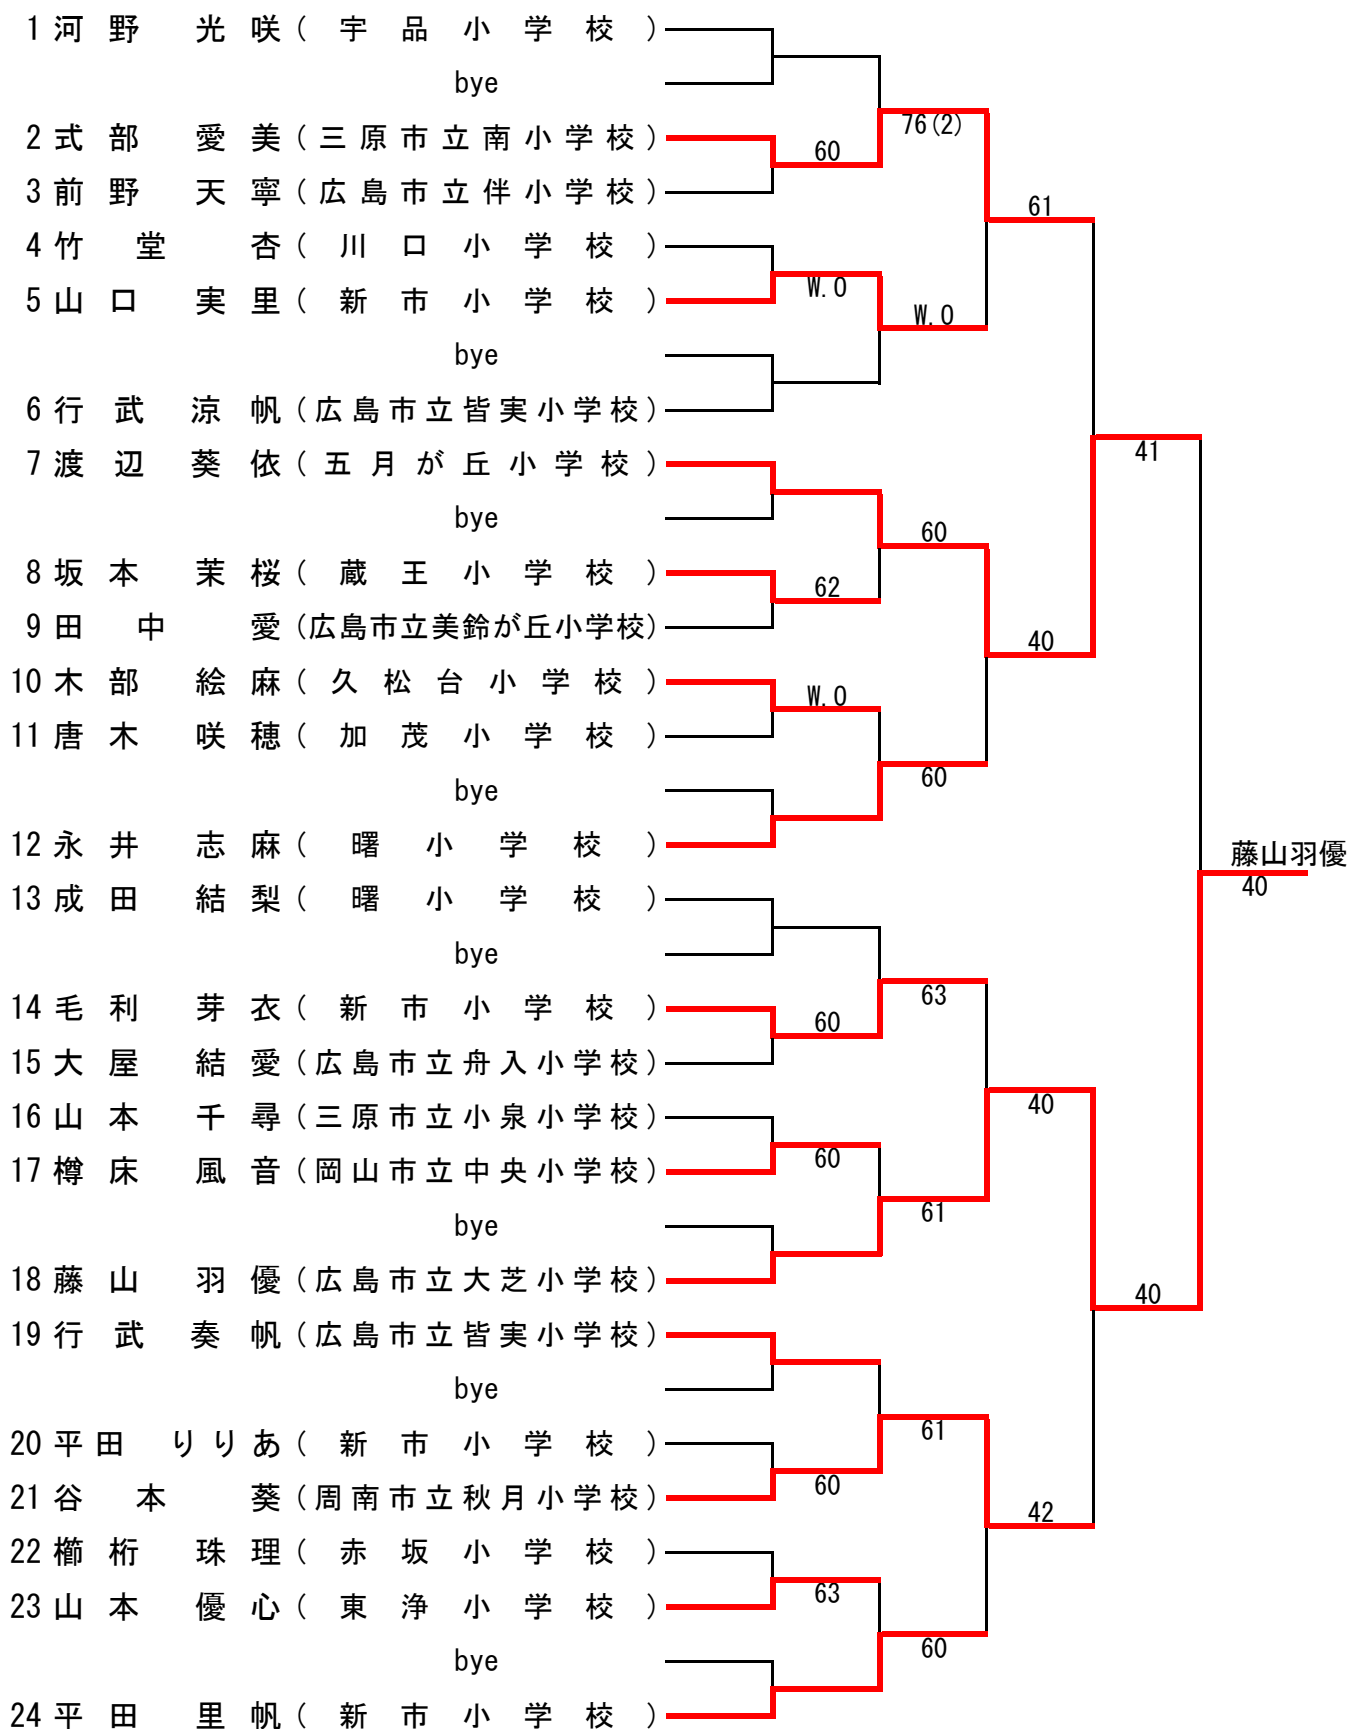 1 河野 光咲 (宇品小学校)
bye
76(2)
2 式部 愛美 (三原市立南小学校)
60
3 前野 天寧 (広島市立伴小学校)
61
4 竹堂 杏 (川口小学校)
W.O
5 山口 実里 (新市小学校)
W.O
bye
6 行武 涼帆 (広島市立皆実小学校)
41
7 渡辺 葵依 (五月が丘小学校)
bye
60
8 坂本 茉桜 (蔵王小学校)
62
9 田中 愛 (広島市立美鈴が丘小学校)
40
10 木部 絵麻 (久松台小学校)
W.O
11 唐木 咲穂 (加茂小学校)
60
bye
12 永井 志麻 (曙小学校)
藤山羽優
40
13 成田 結梨 (曙小学校)
bye
63
14 毛利 芽衣 (新市小学校)
60
15 大屋 結愛 (広島市立舟入小学校)
40
16 山本 千尋 (三原市立小泉小学校)
60
17 樽床 風音 (岡山市立中央小学校)
61
bye
18 藤山 羽優 (広島市立大芝小学校)
40
19 行武 奏帆 (広島市立皆実小学校)
bye
61
20 平田 りりあ (新市小学校)
60
21 谷本 葵 (周南市立秋月小学校)
42
22 櫛桁 珠理 (赤坂小学校)
63
23 山本 優心 (東浄小学校)
60
bye
24 平田 里帆 (新市小学校)